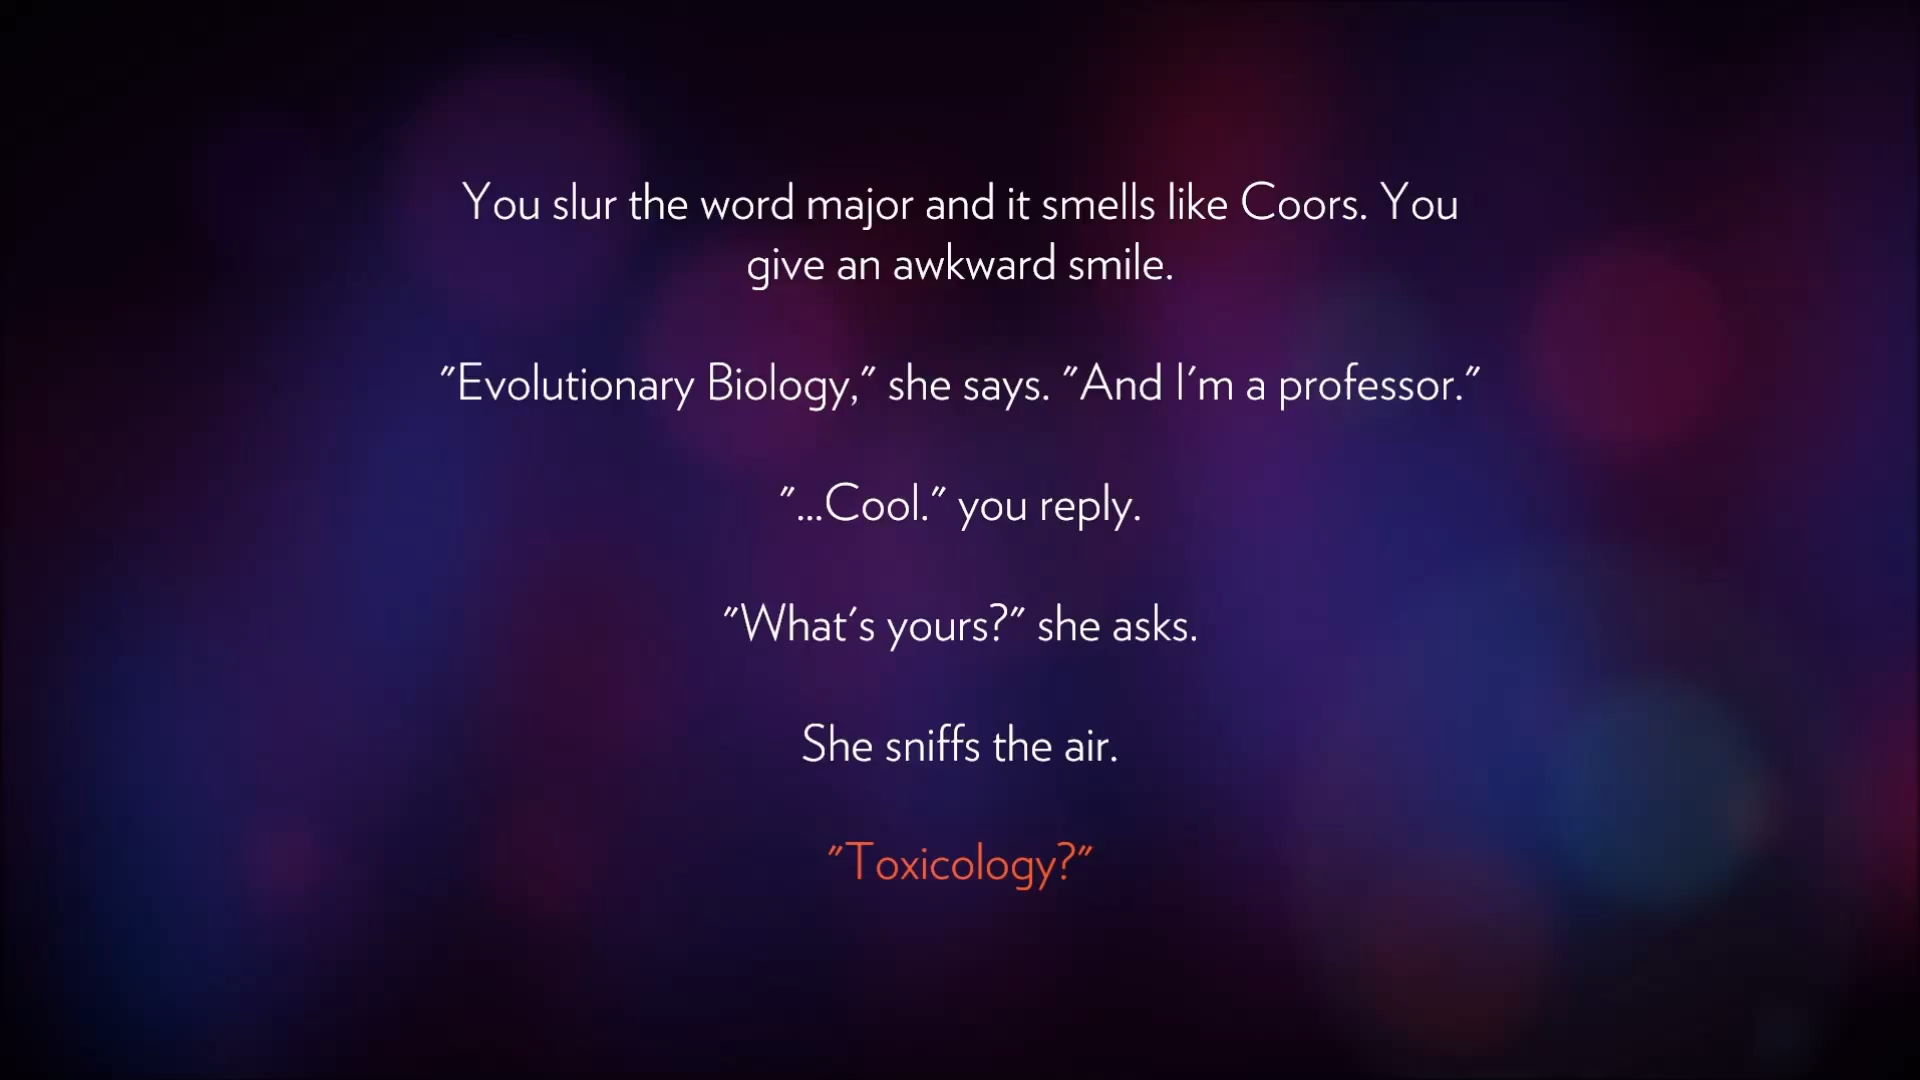 You slur the word major and it smells like Coors. You
give an awkward smile.
"Evolutionary Biology," she says. "And I'm a professor."
"...Cool." you reply.
"What's yours?" she asks.
She sniffs the air.
"Toxicology?"